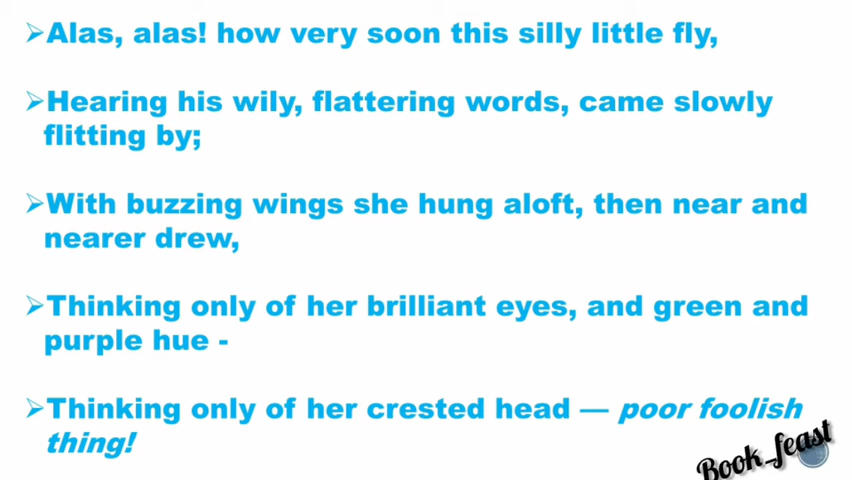 ➢Alas, alas! how very soon this silly little fly,
➢Hearing his wily, flattering words, came slowly
flitting by;
➢With buzzing wings she hung aloft, then near and
nearer drew,
➢Thinking only of her brilliant eyes, and green and
purple hue -
➢Thinking only of her crested head — poor foolish
thing!
Book_feast